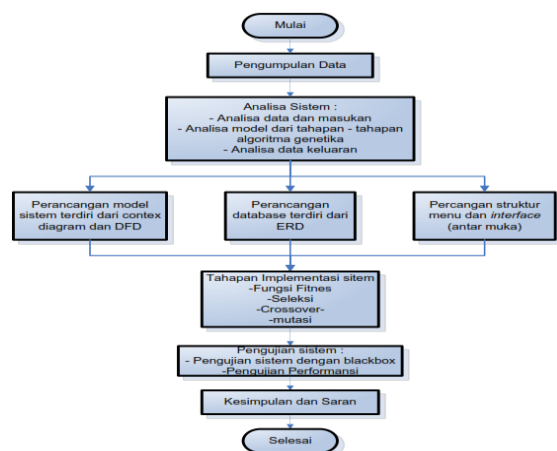 Mulai
Pengumpulan Data
Analisa Sistem :
- Analisa data dan masukan
- Analisa model dari tahapan - tahapan
algoritma genetika
- Analisa data keluaran
Perancangan model
sistem terdiri dari contex
diagram dan DFD
Perancangan
database terdiri dari
ERD
Percangan struktur
menu dan interface
(antar muka)
Tahapan Implementasi sitem
-Fungsi Fitnes
-Seleksi
-Crossover-
-mutasi
Pengujian sistem :
- Pengujian sistem dengan blackbox
-Pengujian Performansi
Kesimpulan dan Saran
Selesai